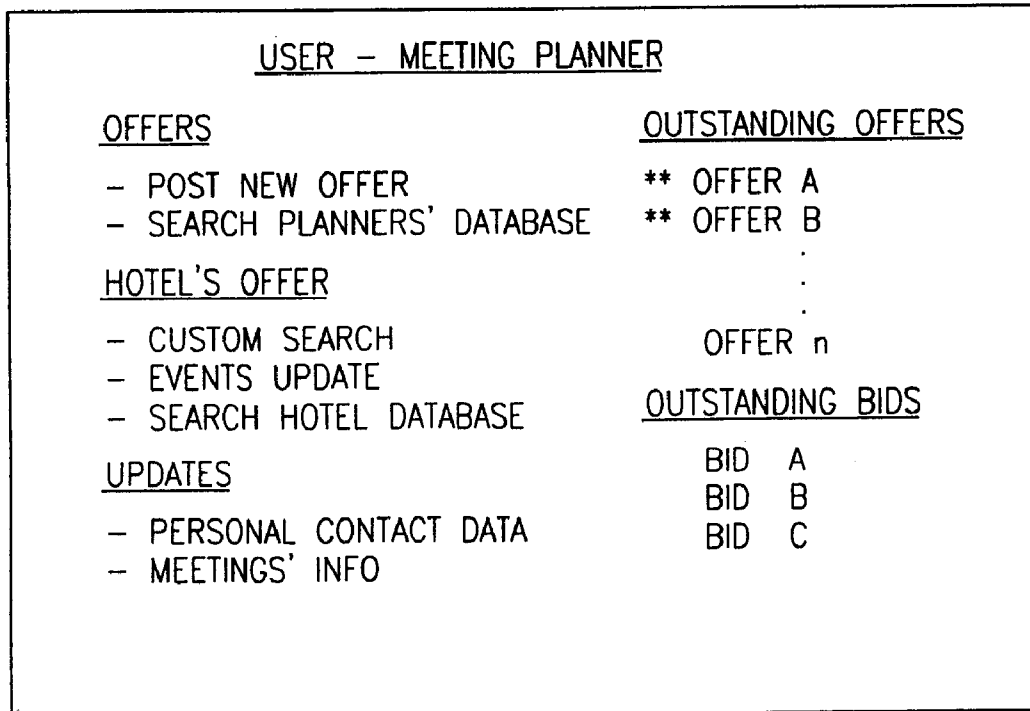 USER – MEETING PLANNER
OFFERS
– POST NEW OFFER
– SEARCH PLANNERS' DATABASE
HOTEL'S OFFER
– CUSTOM SEARCH
– EVENTS UPDATE
– SEARCH HOTEL DATABASE
UPDATES
– PERSONAL CONTACT DATA
– MEETINGS' INFO
OUTSTANDING OFFERS
** OFFER A
** OFFER B
.
.
.
OFFER n
OUTSTANDING BIDS
BID A
BID B
BID C